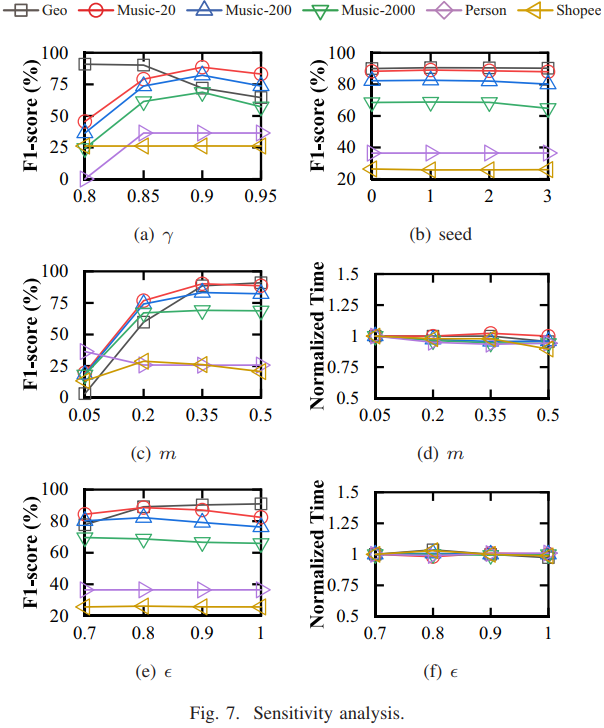 Geo Music-20 Music-200 Music-2000 Person Shopee
F1-score (%)
100
75
50
25
0
0.8 0.85 0.9 0.95
(a) γ
F1-score (%)
100
80
60
40
20
0 1 2 3
(b) seed
F1-score (%)
100
75
50
25
0
0.05 0.2 0.35 0.5
(c) m
Normalized Time
1.5
1.25
1
0.75
0.5
0.05 0.2 0.35 0.5
(d) m
F1-score (%)
100
80
60
40
20
0.7 0.8 0.9 1
(e) ϵ
Normalized Time
1.5
1.25
1
0.75
0.5
0.7 0.8 0.9 1
(f) ϵ
Fig. 7. Sensitivity analysis.